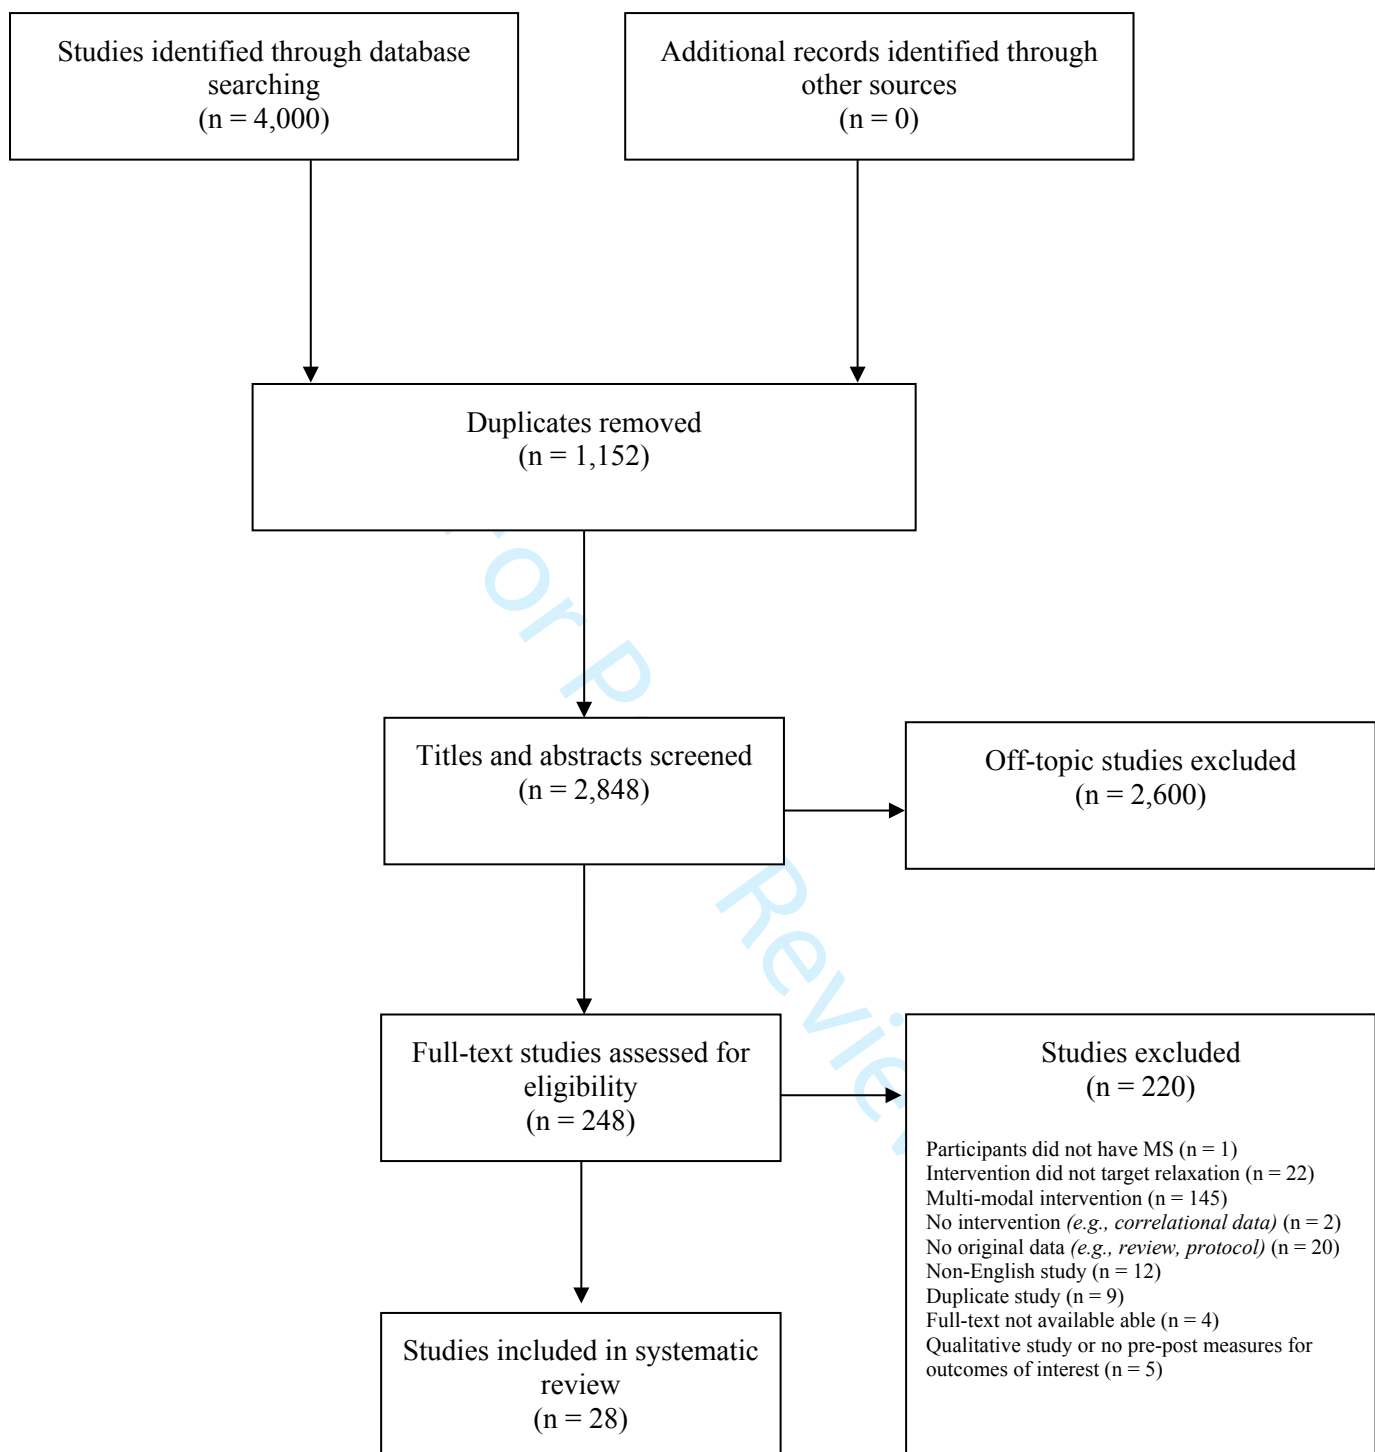 Studies identified through database
searching
(n = 4,000)
Additional records identified through
other sources
(n = 0)
Duplicates removed
(n = 1,152)
Titles and abstracts screened
(n = 2,848)
Off-topic studies excluded
(n = 2,600)
Full-text studies assessed for
eligibility
(n = 248)
Studies excluded
(n = 220)
Participants did not have MS (n = 1)
Intervention did not target relaxation (n = 22)
Multi-modal intervention (n = 145)
No intervention (e.g., correlational data) (n = 2)
No original data (e.g., review, protocol) (n = 20)
Non-English study (n = 12)
Duplicate study (n = 9)
Full-text not available able (n = 4)
Qualitative study or no pre-post measures for
outcomes of interest (n = 5)
Studies included in systematic
review
(n = 28)
For P
Review